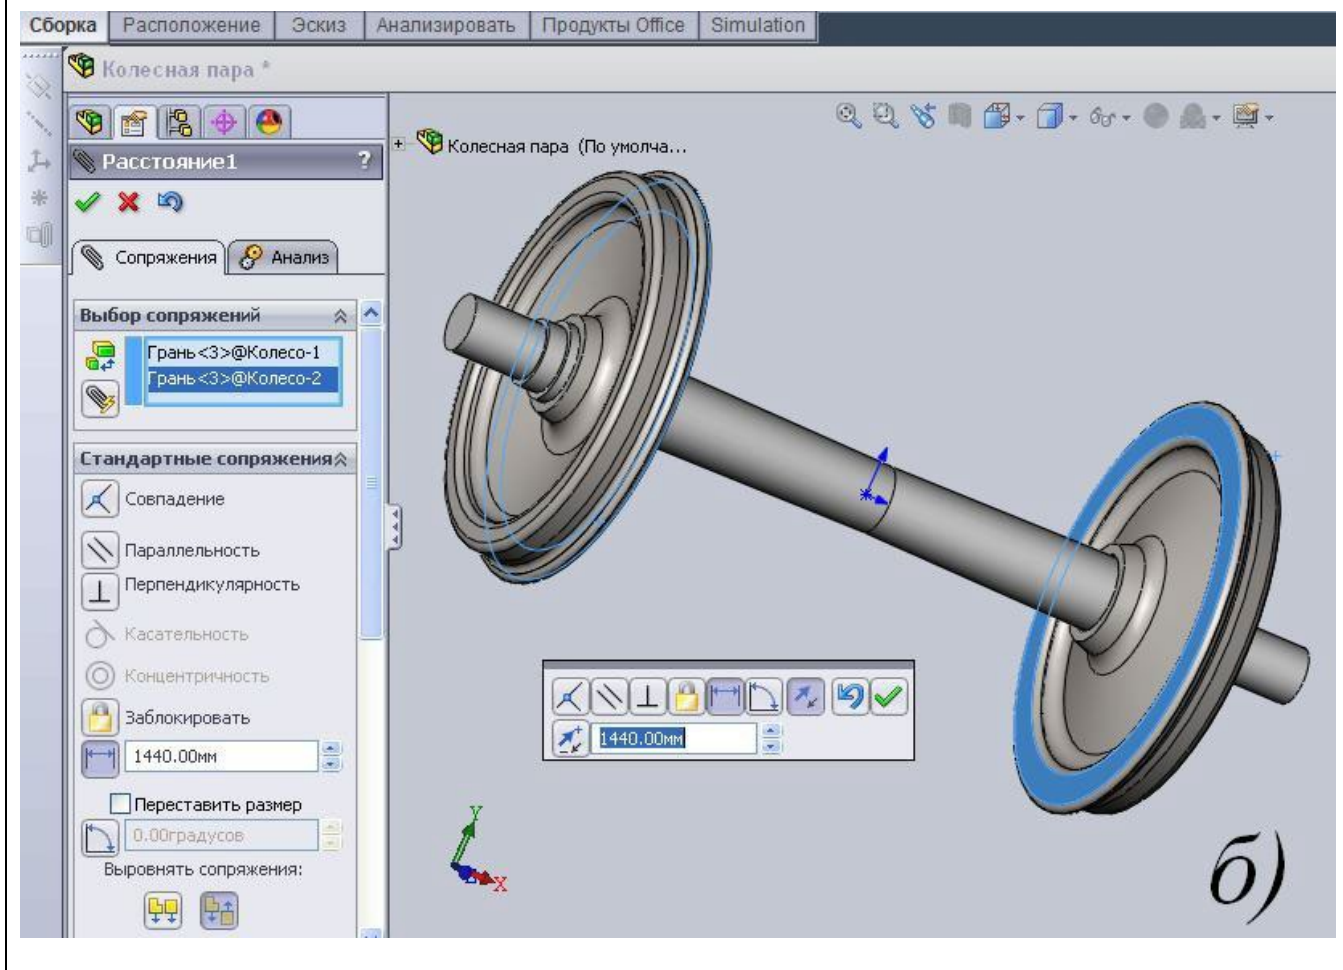 Сборка Расположение Эскиз Анализировать Продукты Office Simulation
Колесная пара *
Расстояние1 ?
Колесная пара (По умолча...
Сопряжения Анализ
Выбор сопряжений
Грань<3>@Колесо-1
Грань<3>@Колесо-2
Стандартные сопряжения
Совпадение
Параллельность
Перпендикулярность
Касательность
Концентричность
Заблокировать
1440.00мм
Переставить размер
0.00градусов
Выровнять сопряжения:
1440.00мм
Y
Z
X
б)